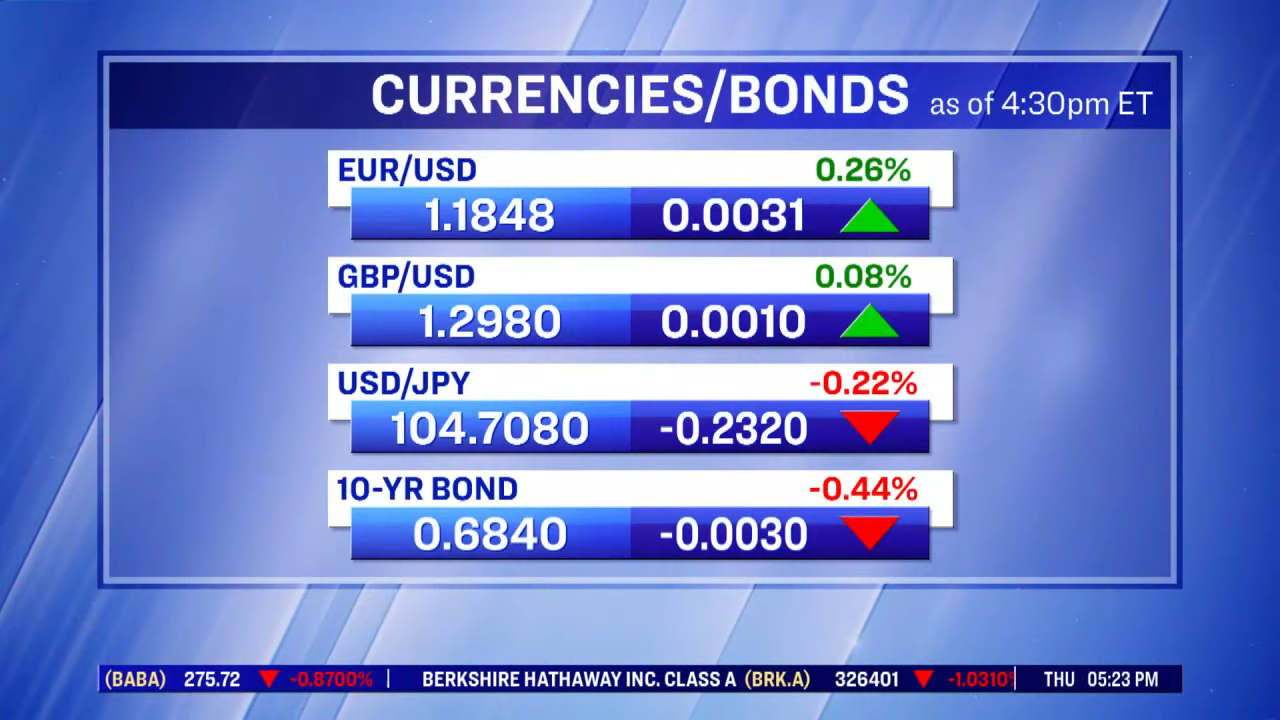 CURRENCIES/BONDS as of 4:30pm ET
EUR/USD 0.26%
1.1848 0.0031
GBP/USD 0.08%
1.2980 0.0010
USD/JPY -0.22%
104.7080 -0.2320
10-YR BOND -0.44%
0.6840 -0.0030
(BABA) 275.72 -0.8700% | BERKSHIRE HATHAWAY INC. CLASS A (BRK.A) 326401 -1.0310 THU 05:23 PM